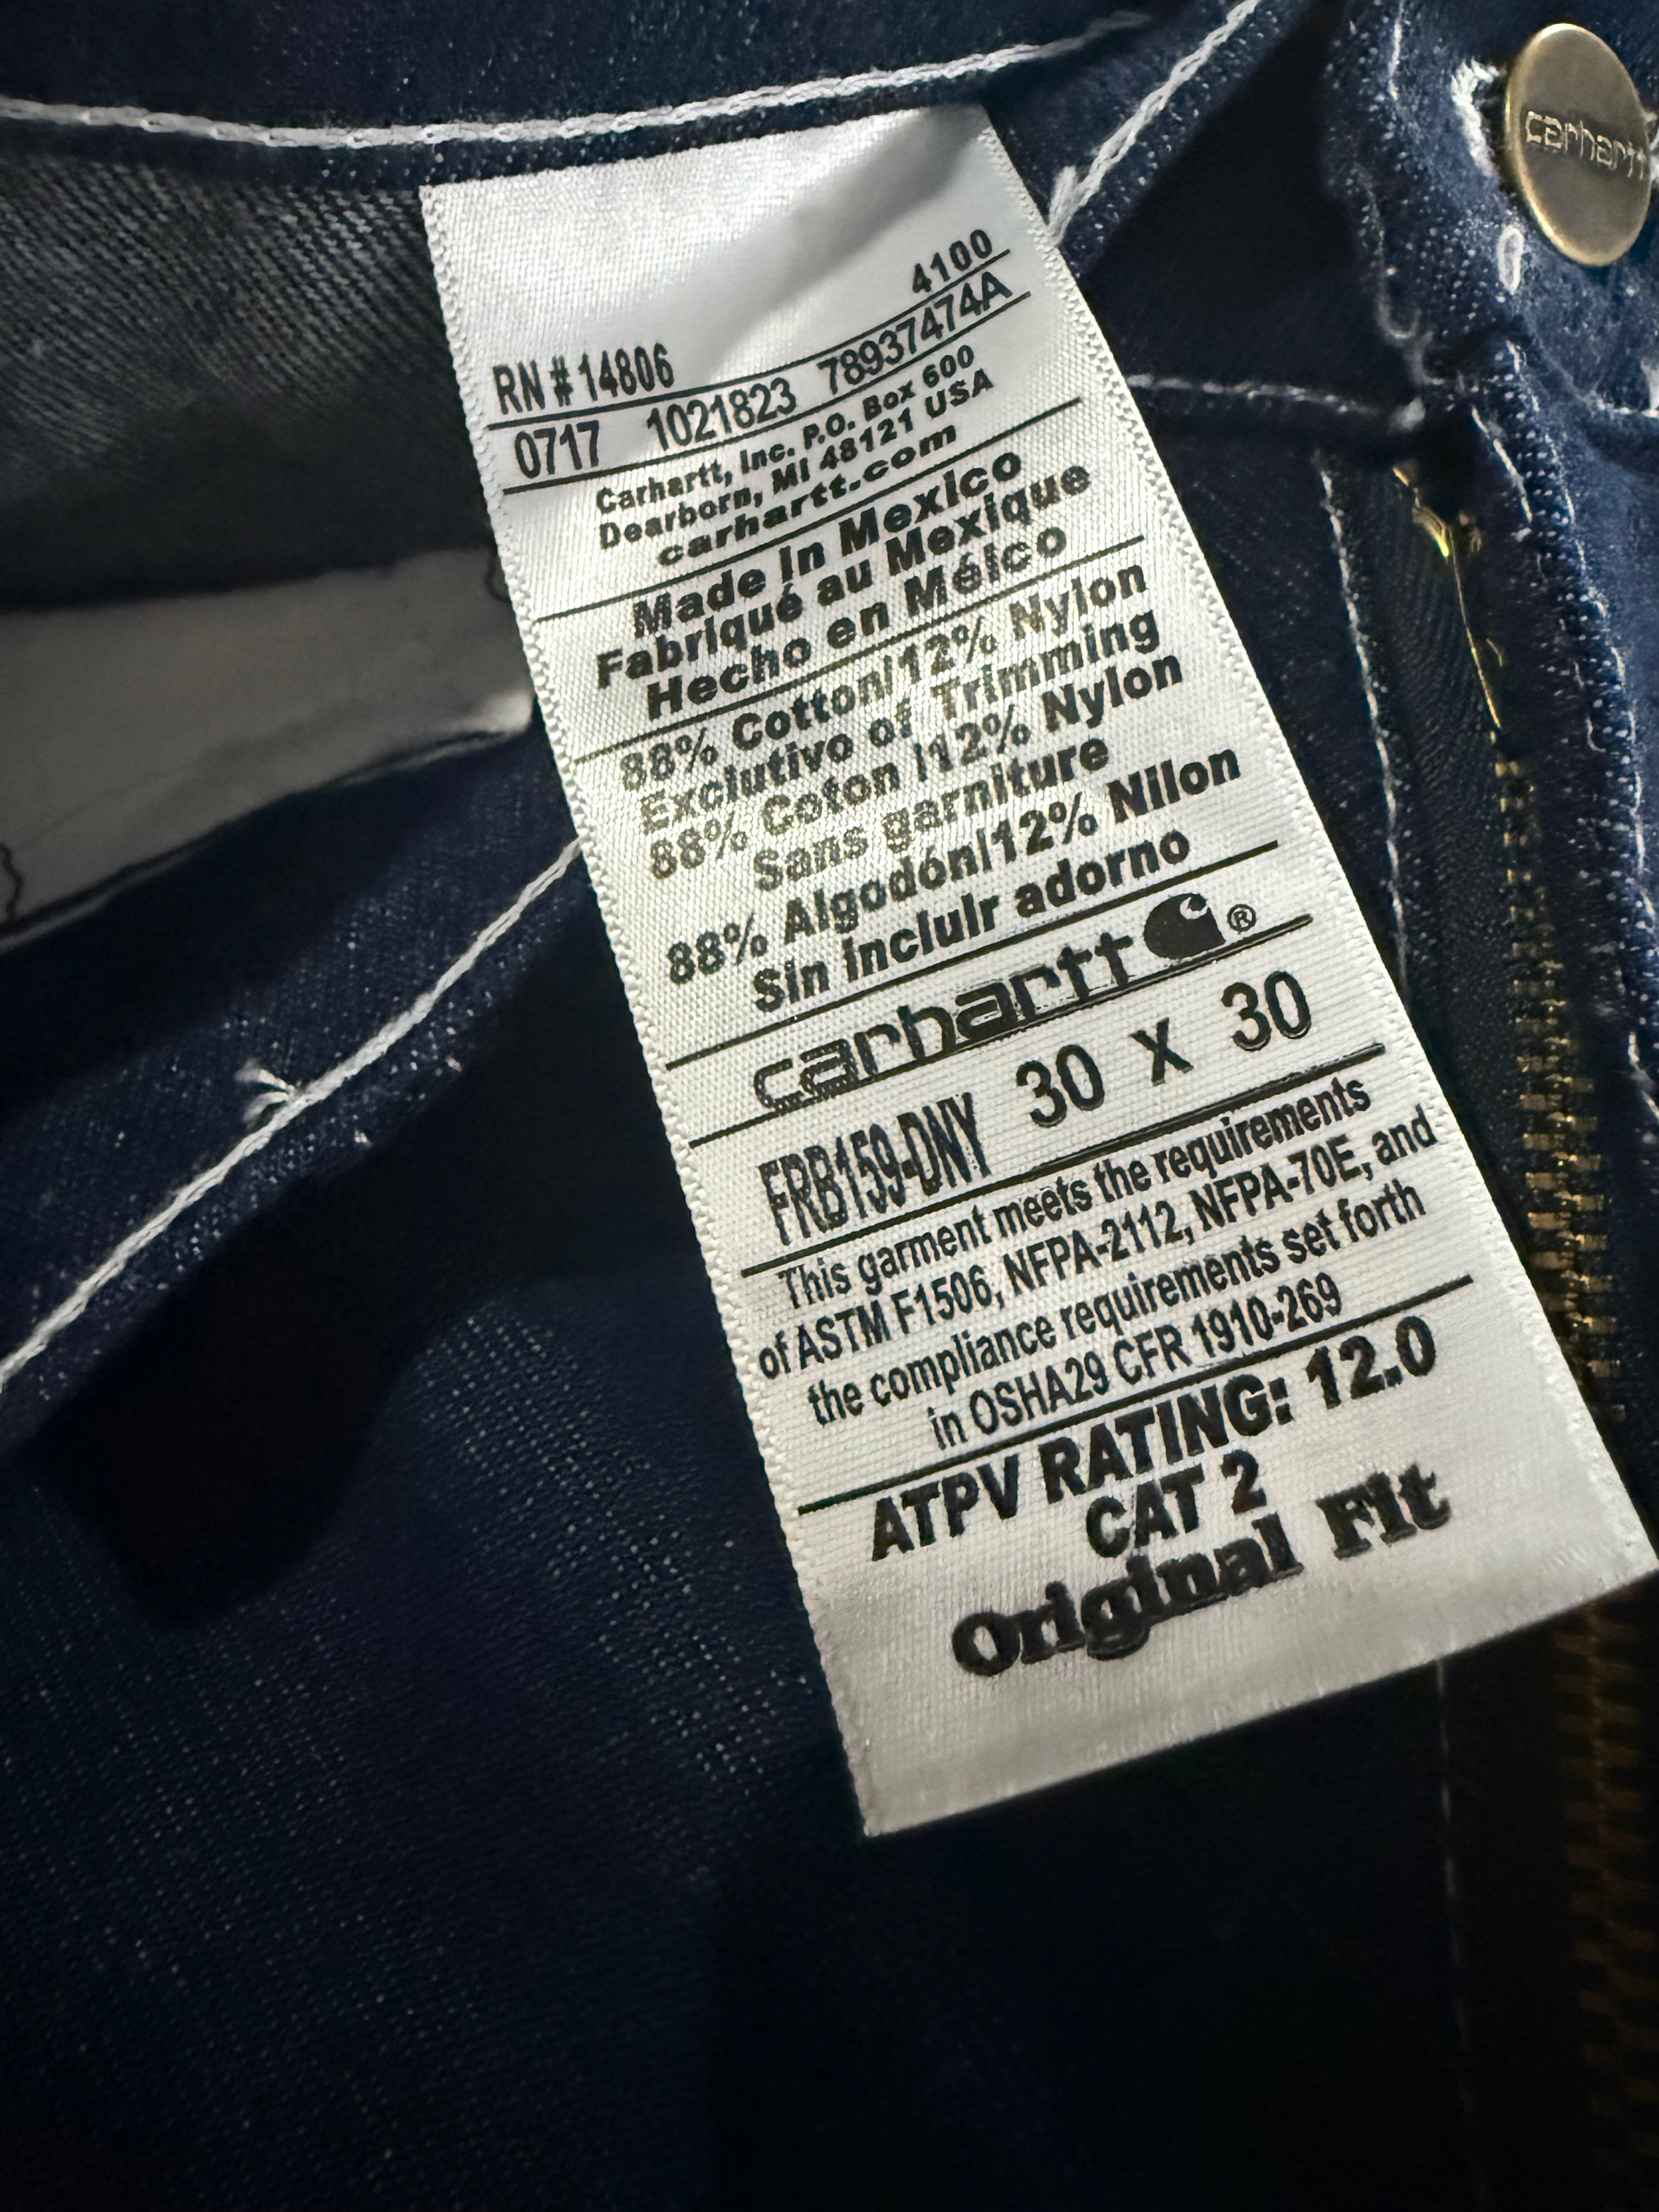 4100
RN # 14806
0717 1021823 78937474A
Carhartt, Inc. P.O. Box 600
Dearborn, MI 48121 USA
carhartt.com
Made In Mexico
Fabriqué au Mexique
Hecho en Méico
88% Cotton/12% Nylon
Exclutivo of Trimming
88% Coton /12% Nylon
Sans garniture
88% Algodón/12% Nilon
Sin incluir adorno
carhartt ®
FRB159-DNY 30 x 30
This garment meets the requirements
of ASTM F1506, NFPA-2112, NFPA-70E, and
the compliance requirements set forth
in OSHA29 CFR 1910-269
ATPV RATING: 12.0
CAT 2
Original Fit
carhartt